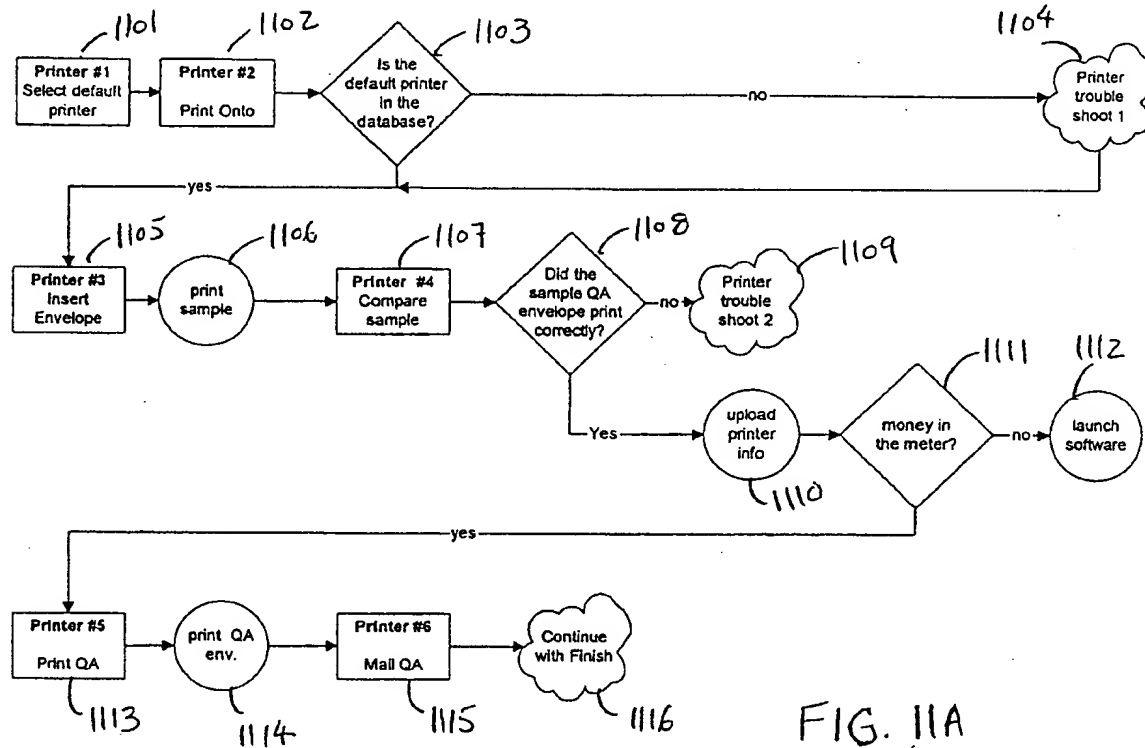 1101
1102
1103
1104
Printer #1
Select default
printer
Printer #2
Print Onto
Is the
default printer
in the
database?
no
Printer
trouble
shoot 1
yes
1105
1106
1107
1108
1109
Printer #3
Insert
Envelope
print
sample
Printer #4
Compare
sample
Did the
sample QA
envelope print
correctly?
no
Printer
trouble
shoot 2
1111
1112
Yes
upload
printer
info
money in
the meter?
no
launch
software
1110
yes
Printer #5
Print QA
print QA
env.
Printer #6
Mail QA
Continue
with Finish
1113
1114
1115
1116
FIG. 11A